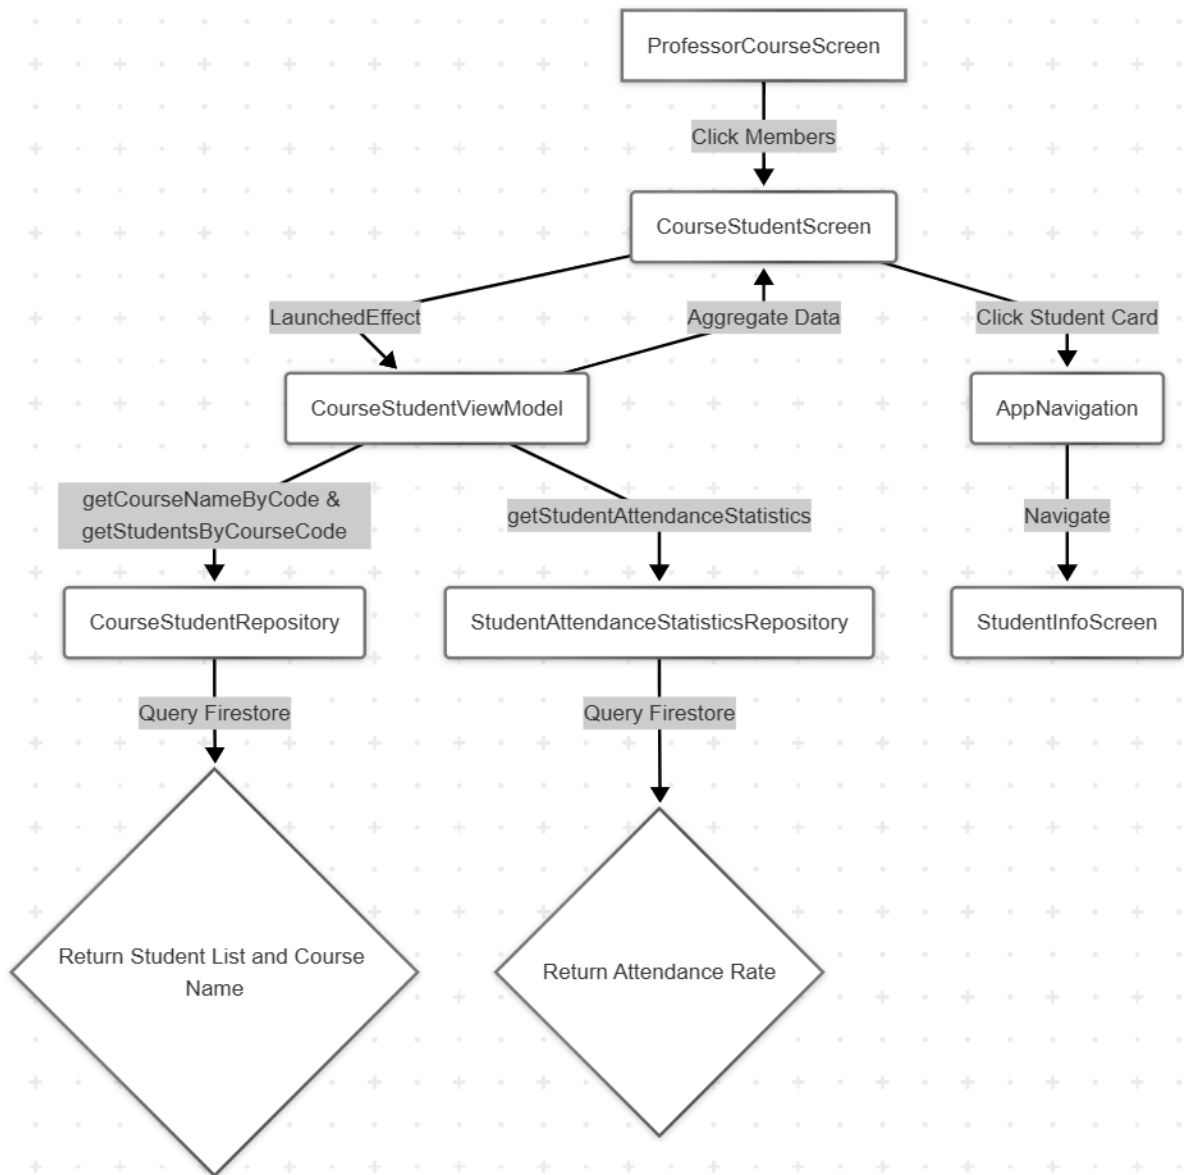 ProfessorCourseScreen
Click Members
CourseStudentScreen
LaunchedEffect
Aggregate Data
Click Student Card
CourseStudentViewModel
AppNavigation
getCourseNameByCode &
getStudentsByCourseCode
getStudentAttendanceStatistics
Navigate
CourseStudentRepository
StudentAttendanceStatisticsRepository
StudentInfoScreen
Query Firestore
Query Firestore
Return Student List and Course
Name
Return Attendance Rate